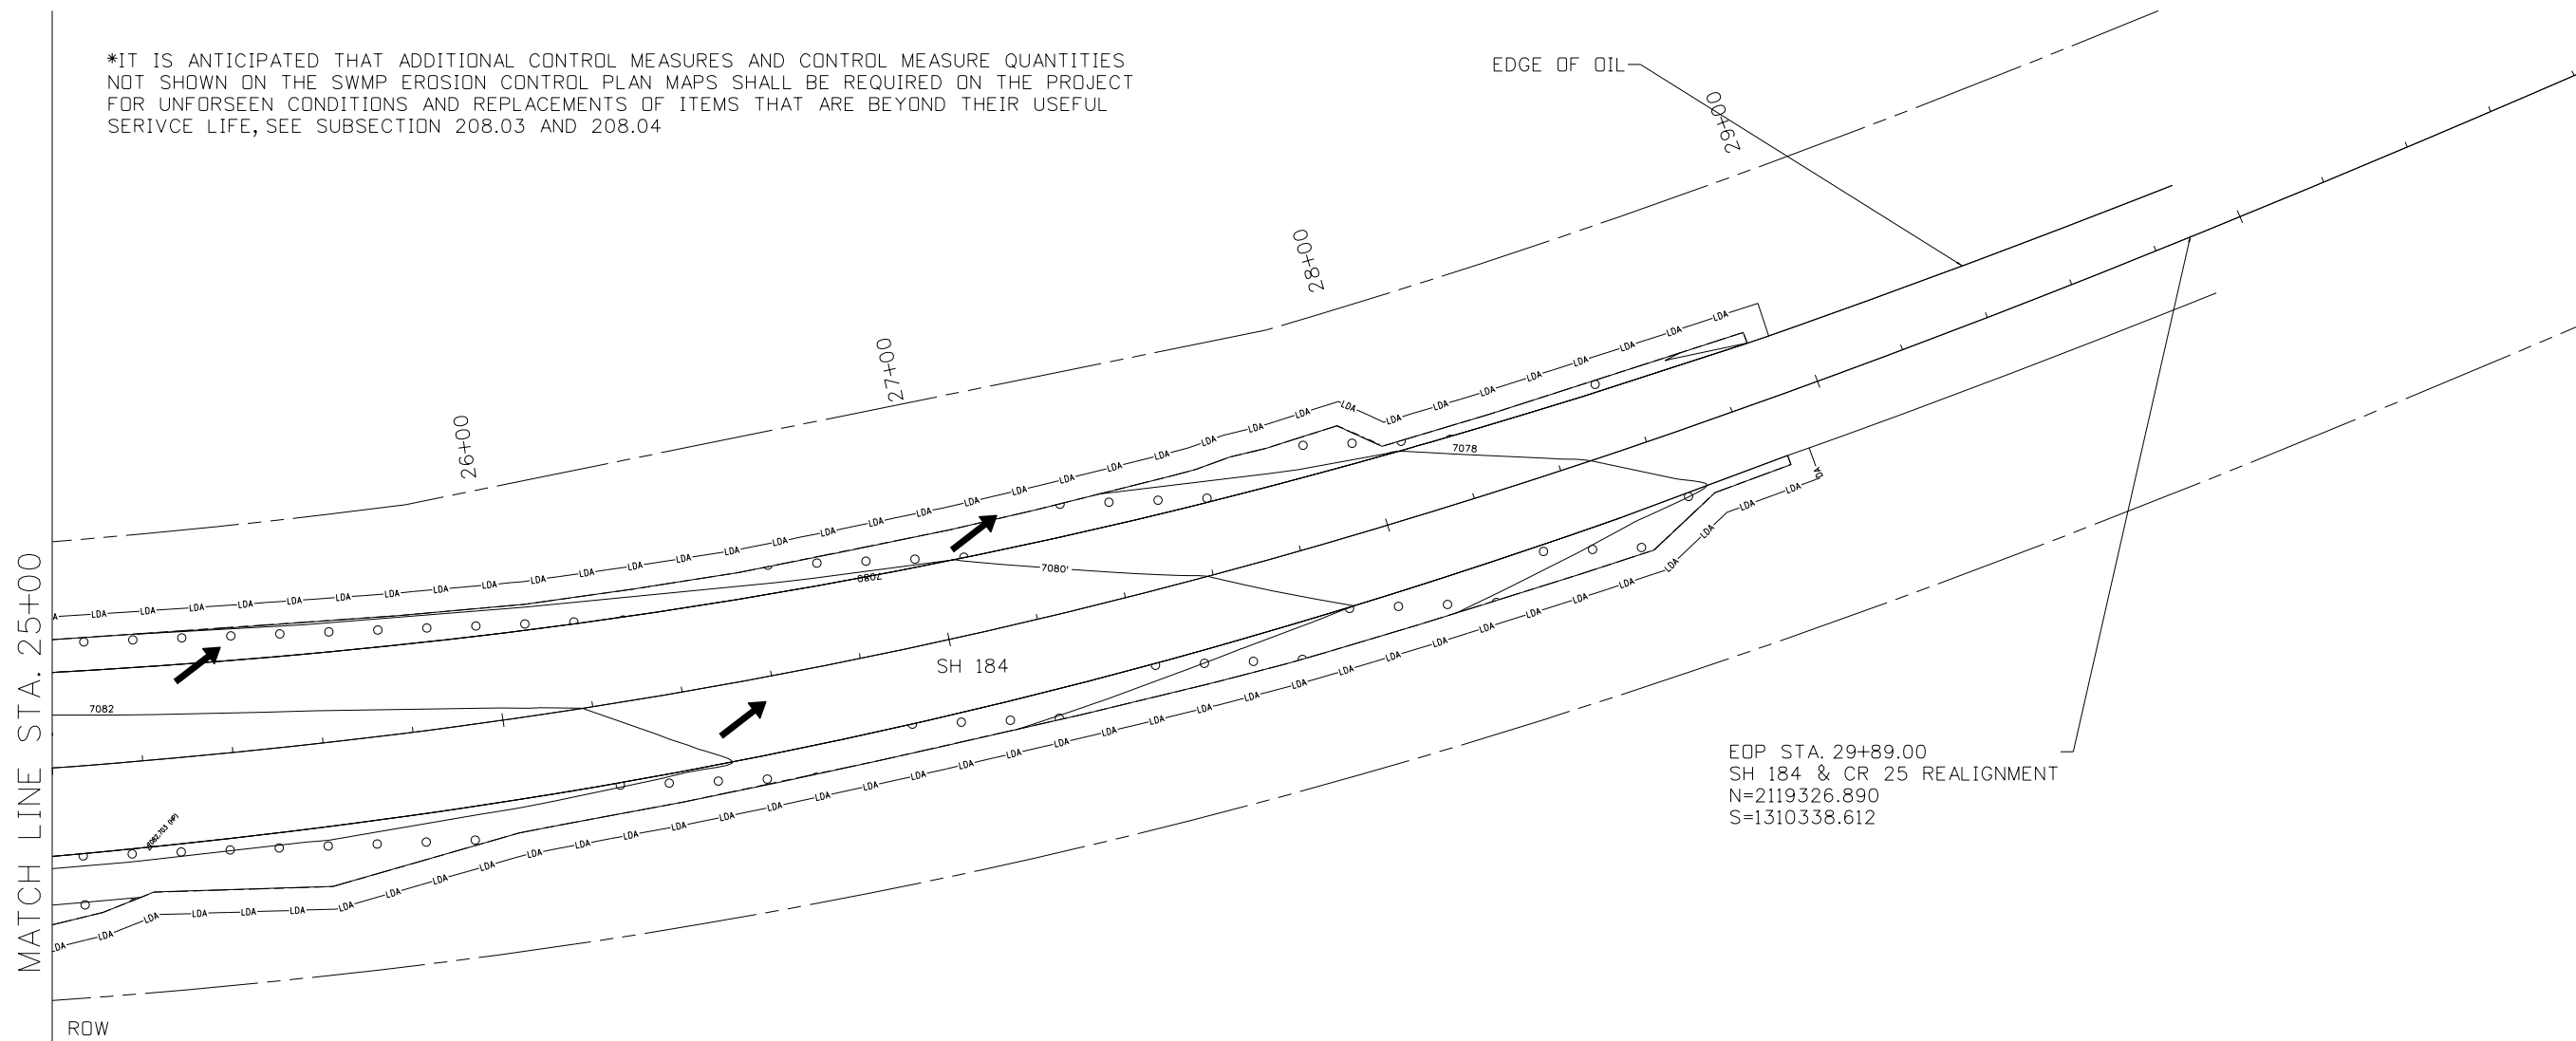 *IT IS ANTICIPATED THAT ADDITIONAL CONTROL MEASURES AND CONTROL MEASURE QUANTITIES
NOT SHOWN ON THE SWMP EROSION CONTROL PLAN MAPS SHALL BE REQUIRED ON THE PROJECT
FOR UNFORSEEN CONDITIONS AND REPLACEMENTS OF ITEMS THAT ARE BEYOND THEIR USEFUL
SERIVCE LIFE, SEE SUBSECTION 208.03 AND 208.04
EDGE OF OIL
29+00
28+00
27+00
26+00
LDA
7078
7080
7080'
SH 184
7082
7082.703 (HP)
MATCH LINE STA. 25+00
EOP STA. 29+89.00
SH 184 & CR 25 REALIGNMENT
N=2119326.890
S=1310338.612
ROW